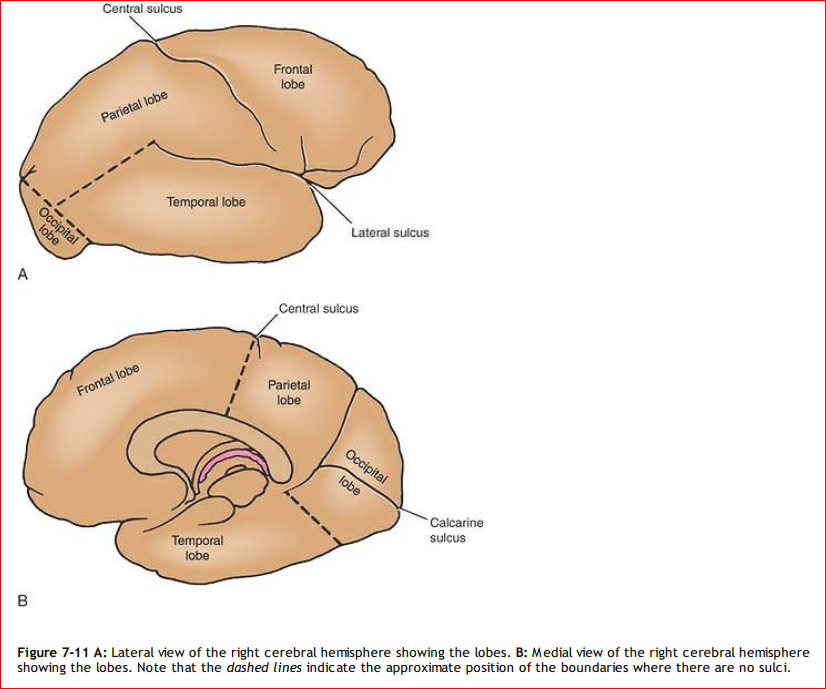 Central sulcus
Frontal
lobe
Parietal lobe
Temporal lobe
Occipital
lobe
Lateral sulcus
A
Central sulcus
Frontal lobe
Parietal
lobe
Occipital
lobe
Calcarine
sulcus
Temporal
lobe
B
Figure 7-11 A: Lateral view of the right cerebral hemisphere showing the lobes. B: Medial view of the right cerebral hemisphere
showing the lobes. Note that the dashed lines indicate the approximate position of the boundaries where there are no sulci.